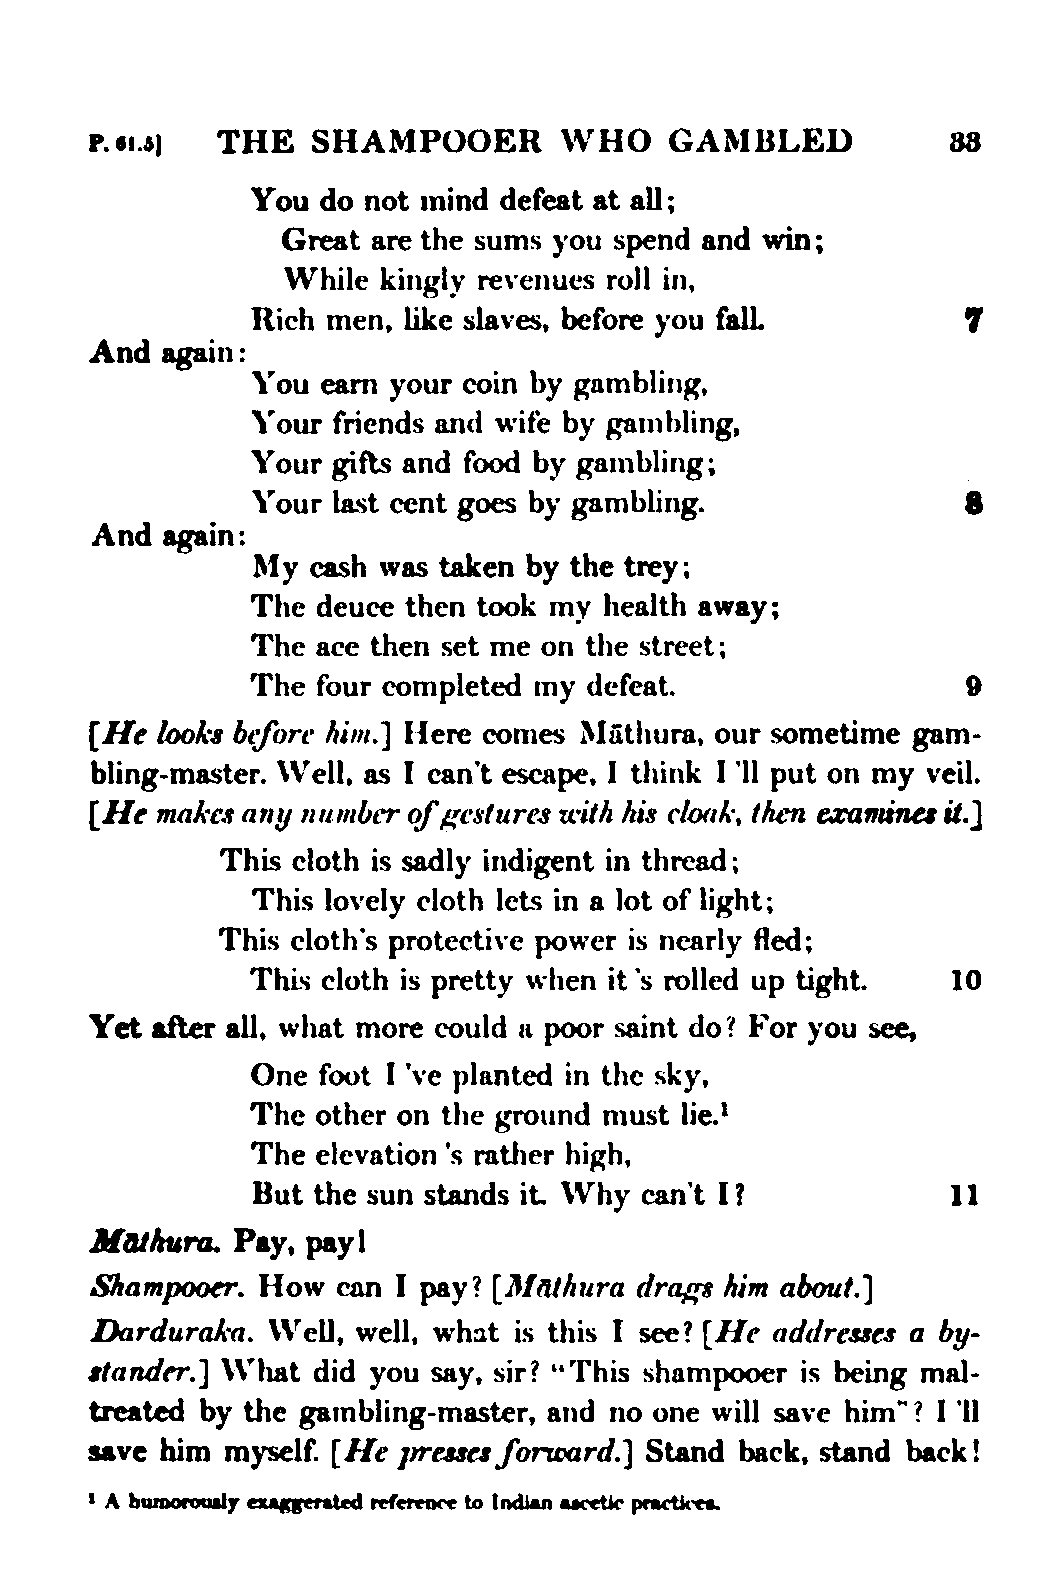 P. 61.5] THE SHAMPOOER WHO GAMBLED 33
You do not mind defeat at all;
Great are the sums you spend and win;
While kingly revenues roll in,
Rich men, like slaves, before you fall. 7
And again:
You earn your coin by gambling,
Your friends and wife by gambling,
Your gifts and food by gambling;
Your last cent goes by gambling. 8
And again:
My cash was taken by the trey;
The deuce then took my health away;
The ace then set me on the street;
The four completed my defeat. 9
[He looks before him.] Here comes Māthura, our sometime gam-
bling-master. Well, as I can't escape, I think I 'll put on my veil.
[He makes any number of gestures with his cloak, then examines it.]
This cloth is sadly indigent in thread;
This lovely cloth lets in a lot of light;
This cloth's protective power is nearly fled;
This cloth is pretty when it 's rolled up tight. 10
Yet after all, what more could a poor saint do? For you see,
One foot I 've planted in the sky,
The other on the ground must lie.¹
The elevation 's rather high,
But the sun stands it. Why can't I? 11
Māthura. Pay, pay!
Shampooer. How can I pay? [Māthura drags him about.]
Darduraka. Well, well, what is this I see? [He addresses a by-
stander.] What did you say, sir? "This shampooer is being mal-
treated by the gambling-master, and no one will save him"? I 'll
save him myself. [He presses forward.] Stand back, stand back!
¹ A humorously exaggerated reference to Indian ascetic practices.